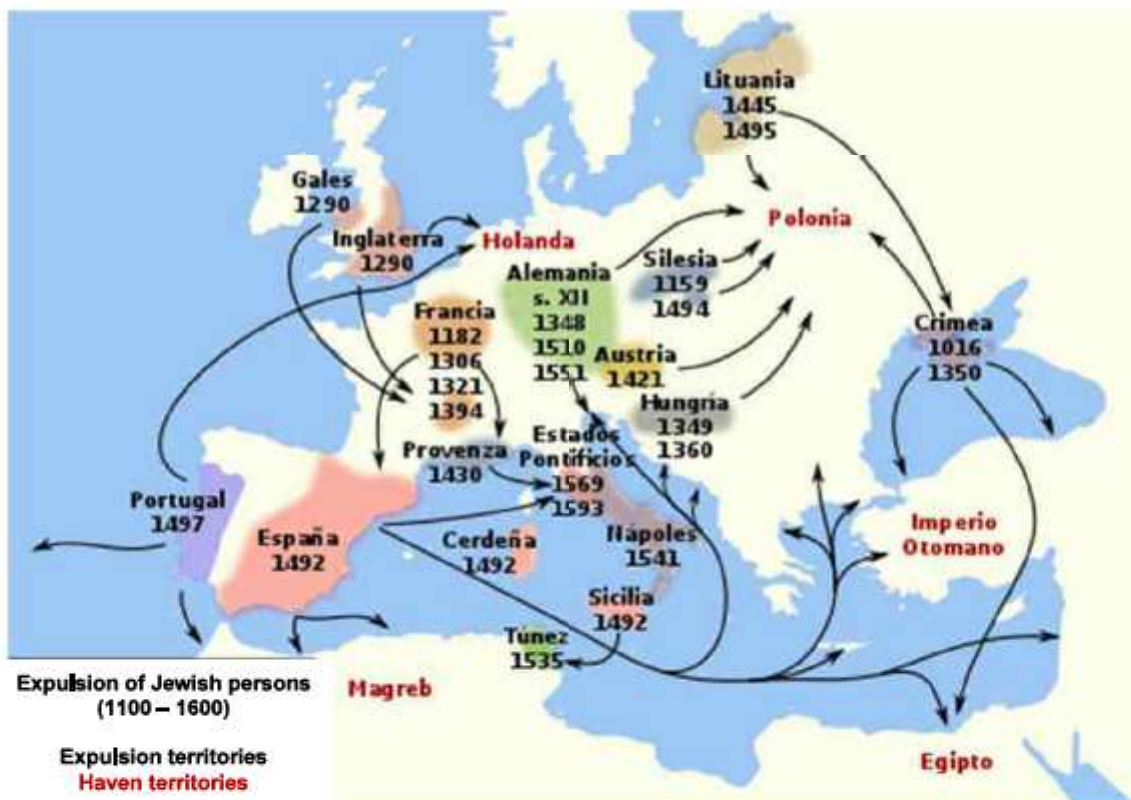 Lituania
1445
1495
Gales
1290
Inglaterra
1290
Holanda
Polonia
Alemania
s. XII
1348
1510
1551
Silesia
1159
1494
Francia
1182
1306
1321
1394
Austria
1421
Crimea
1016
1350
Hungria
1349
1360
Provenza
1430
Estados
Pontificios
1569
1593
Portugal
1497
España
1492
Cerdeña
1492
Nápoles
1541
Imperio
Otomano
Sicilia
1492
Túnez
1535
Magreb
Egipto
Expulsion of Jewish persons
(1100 – 1600)
Expulsion territories
Haven territories